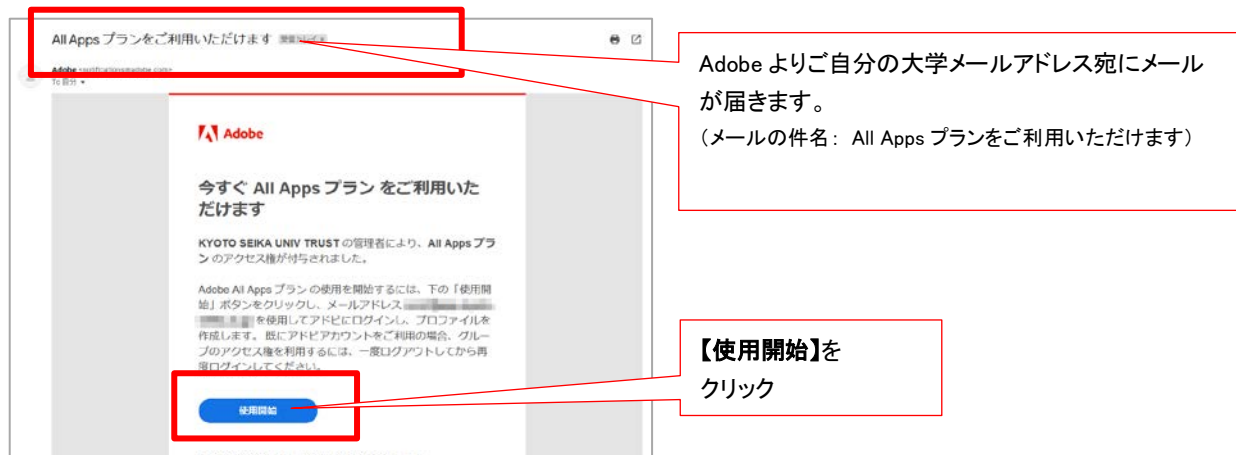 All Apps プランをご利用いただけます
Adobe
To 自分
Adobe
今すぐ All Apps プラン をご利用いた
だけます
KYOTO SEIKA UNIV TRUST の管理者により、All Apps プラ
ン のアクセス権が付与されました。
Adobe All Apps プラン の使用を開始するには、下の「使用開
始」ボタンをクリックし、メールアドレス
を使用してアドビにログインし、プロファイルを
作成します。 既にアドビアカウントをご利用の場合、グルー
プのアクセス権を利用するには、一度ログアウトしてから再
度ログインしてください。
使用開始
Adobe よりご自分の大学メールアドレス宛にメール
が届きます。
（メールの件名： All Apps プランをご利用いただけます）
【使用開始】を
クリック